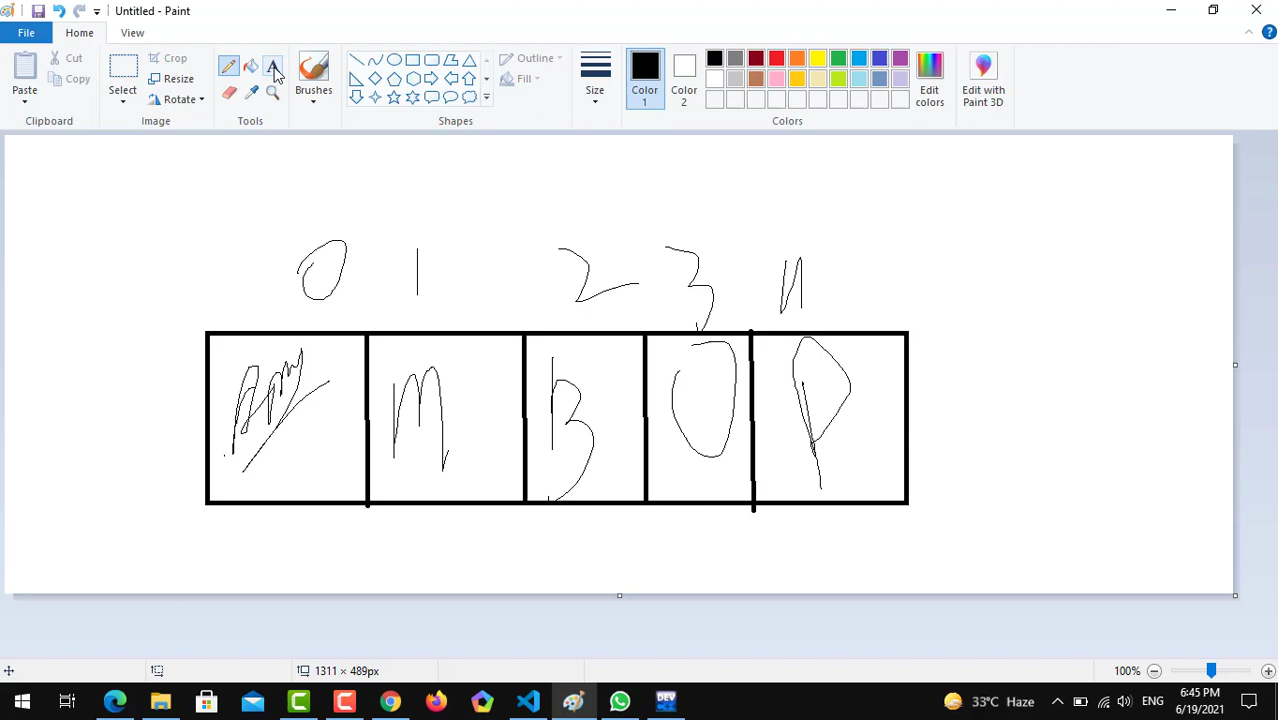 Untitled - Paint
File Home View
Paste Cut Copy Clipboard
Select Crop Resize Rotate Image
Tools
Brushes
Shapes Outline Fill
Size
Color 1 Color 2 Edit colors Colors
Edit with Paint 3D
0 1 2 3 n
M B O P
1311 × 489px 100%
DEV 33°C Haze ENG 6:45 PM
6/19/2021